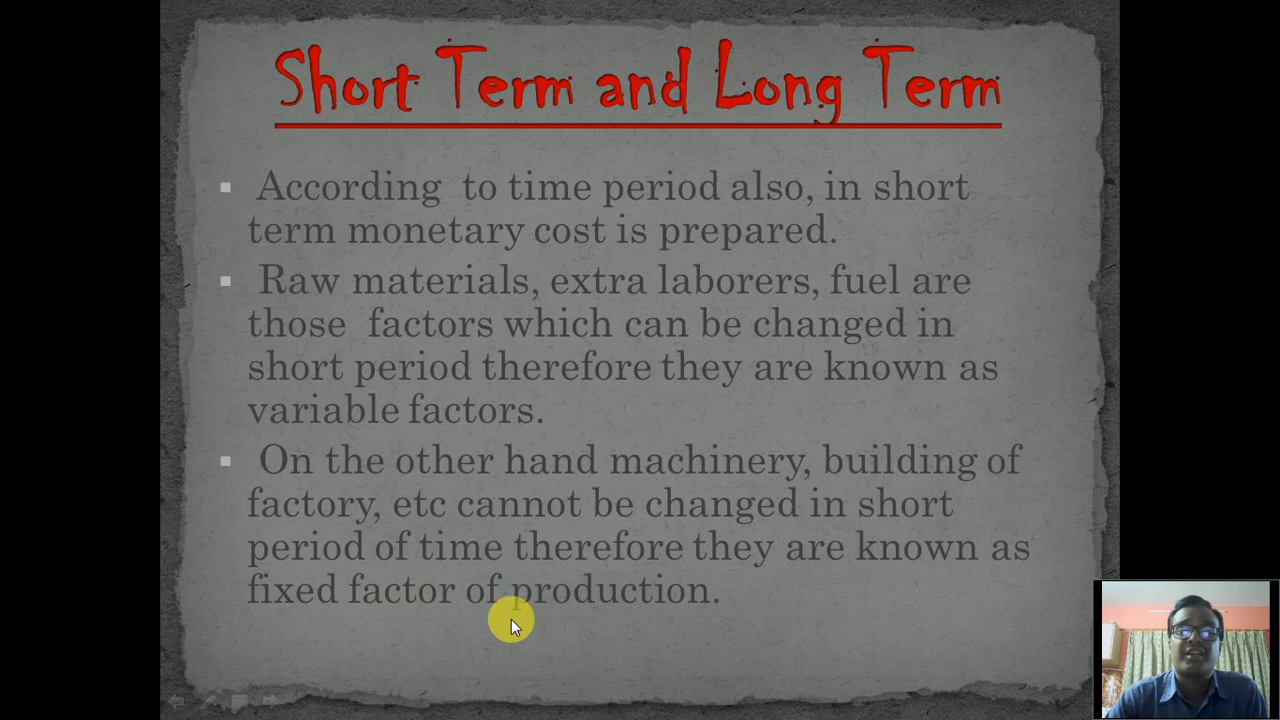 Short Term and Long Term
According to time period also, in short
term monetary cost is prepared.
Raw materials, extra laborers, fuel are
those factors which can be changed in
short period therefore they are known as
variable factors.
On the other hand machinery, building of
factory, etc cannot be changed in short
period of time therefore they are known as
fixed factor of production.